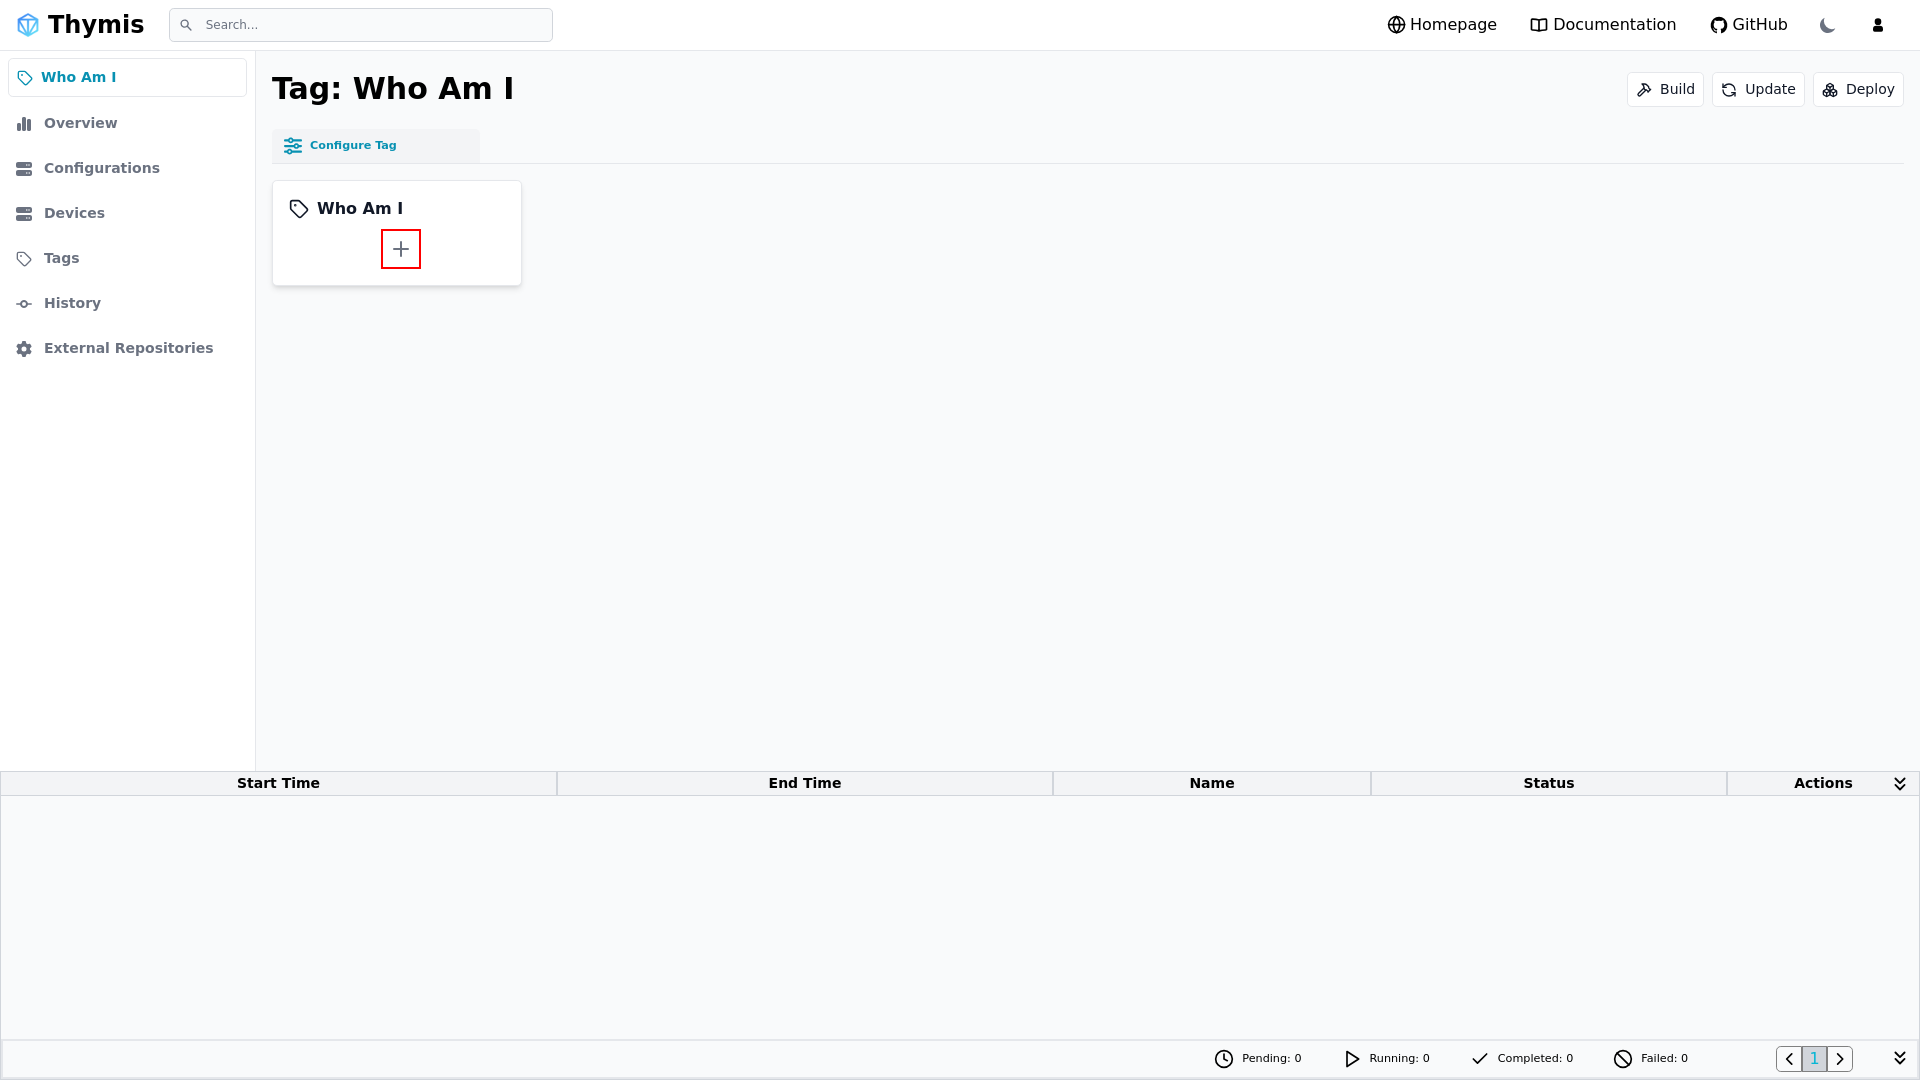 Thymis
Search...
Homepage
Documentation
GitHub
Who Am I
Overview
Configurations
Devices
Tags
History
External Repositories
Tag: Who Am I
Build
Update
Deploy
Configure Tag
Who Am I
Start Time
End Time
Name
Status
Actions
Pending: 0
Running: 0
Completed: 0
Failed: 0
1